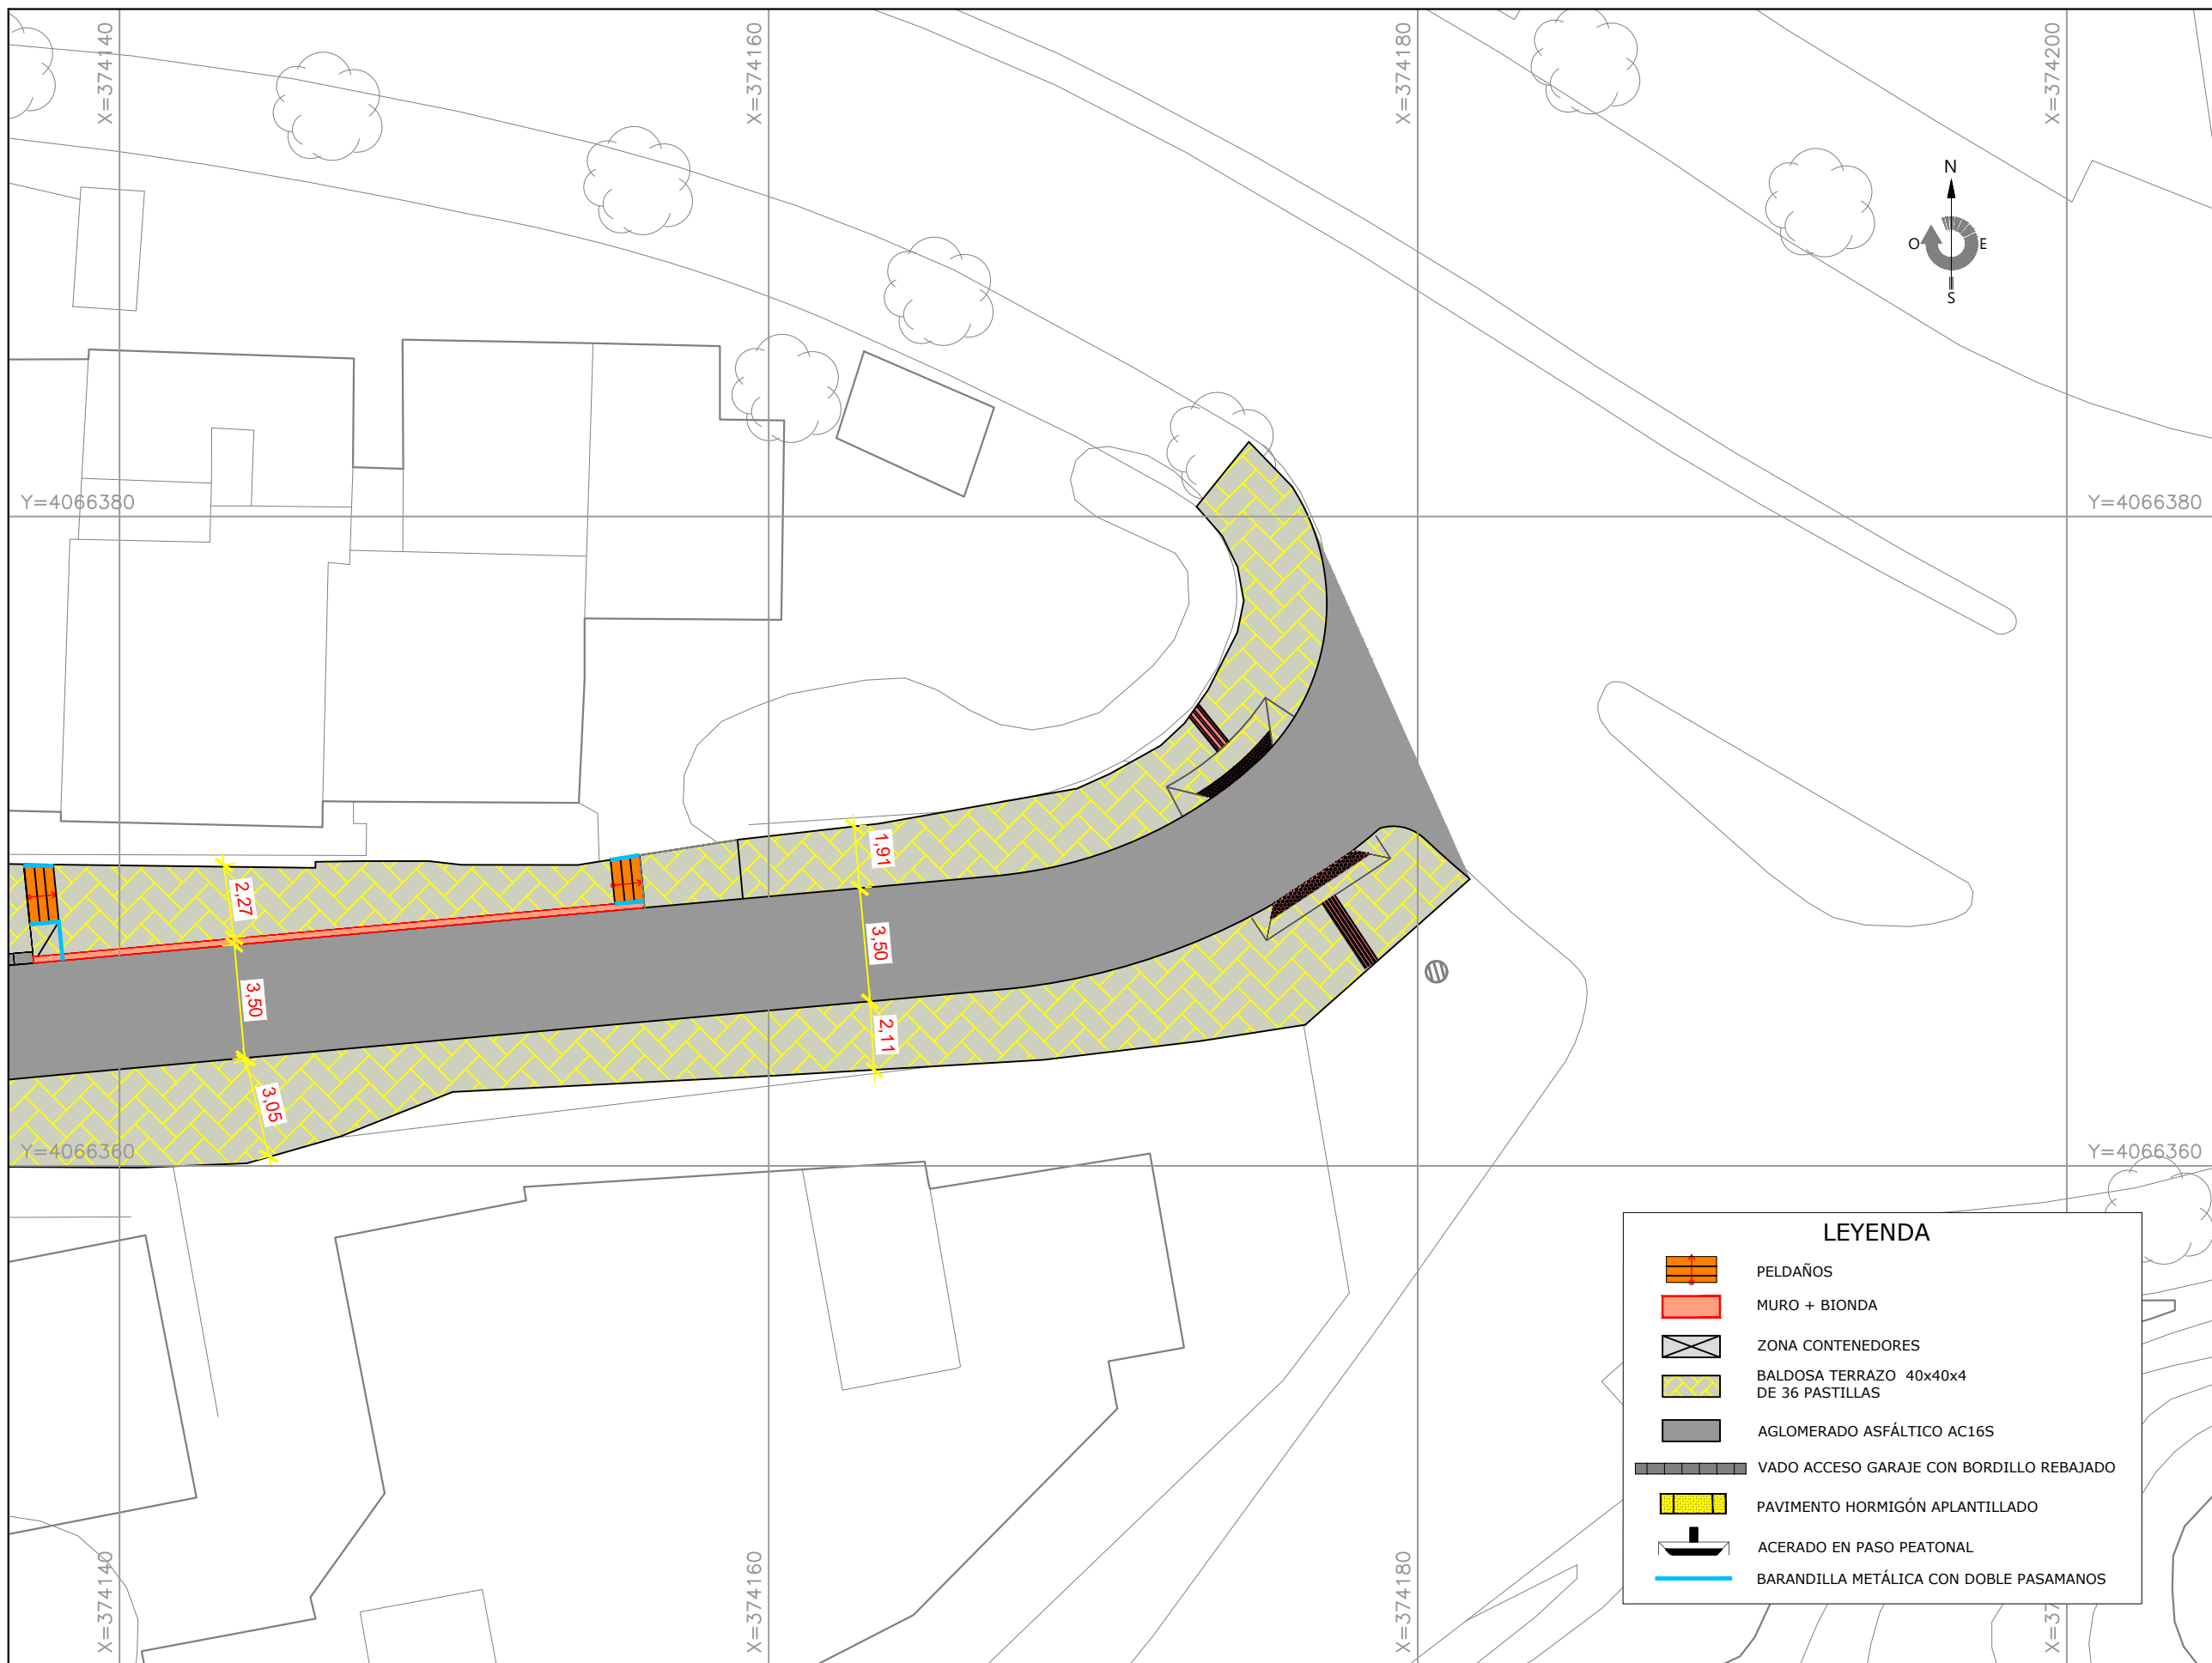 X=374140
X=374160
X=374180
X=374200
N
O
E
S
Y=4066380
Y=4066380
1,91
2,27
3,50
3,50
2,11
3,05
Y=4066360
Y=4066360
LEYENDA
PELDAÑOS
MURO + BIONDA
ZONA CONTENEDORES
BALDOSA TERRAZO 40x40x4
DE 36 PASTILLAS
AGLOMERADO ASFÁLTICO AC16S
VADO ACCESO GARAJE CON BORDILLO REBAJADO
PAVIMENTO HORMIGÓN APLANTILLADO
ACERADO EN PASO PEATONAL
BARANDILLA METÁLICA CON DOBLE PASAMANOS
X=374140
X=374160
X=374180